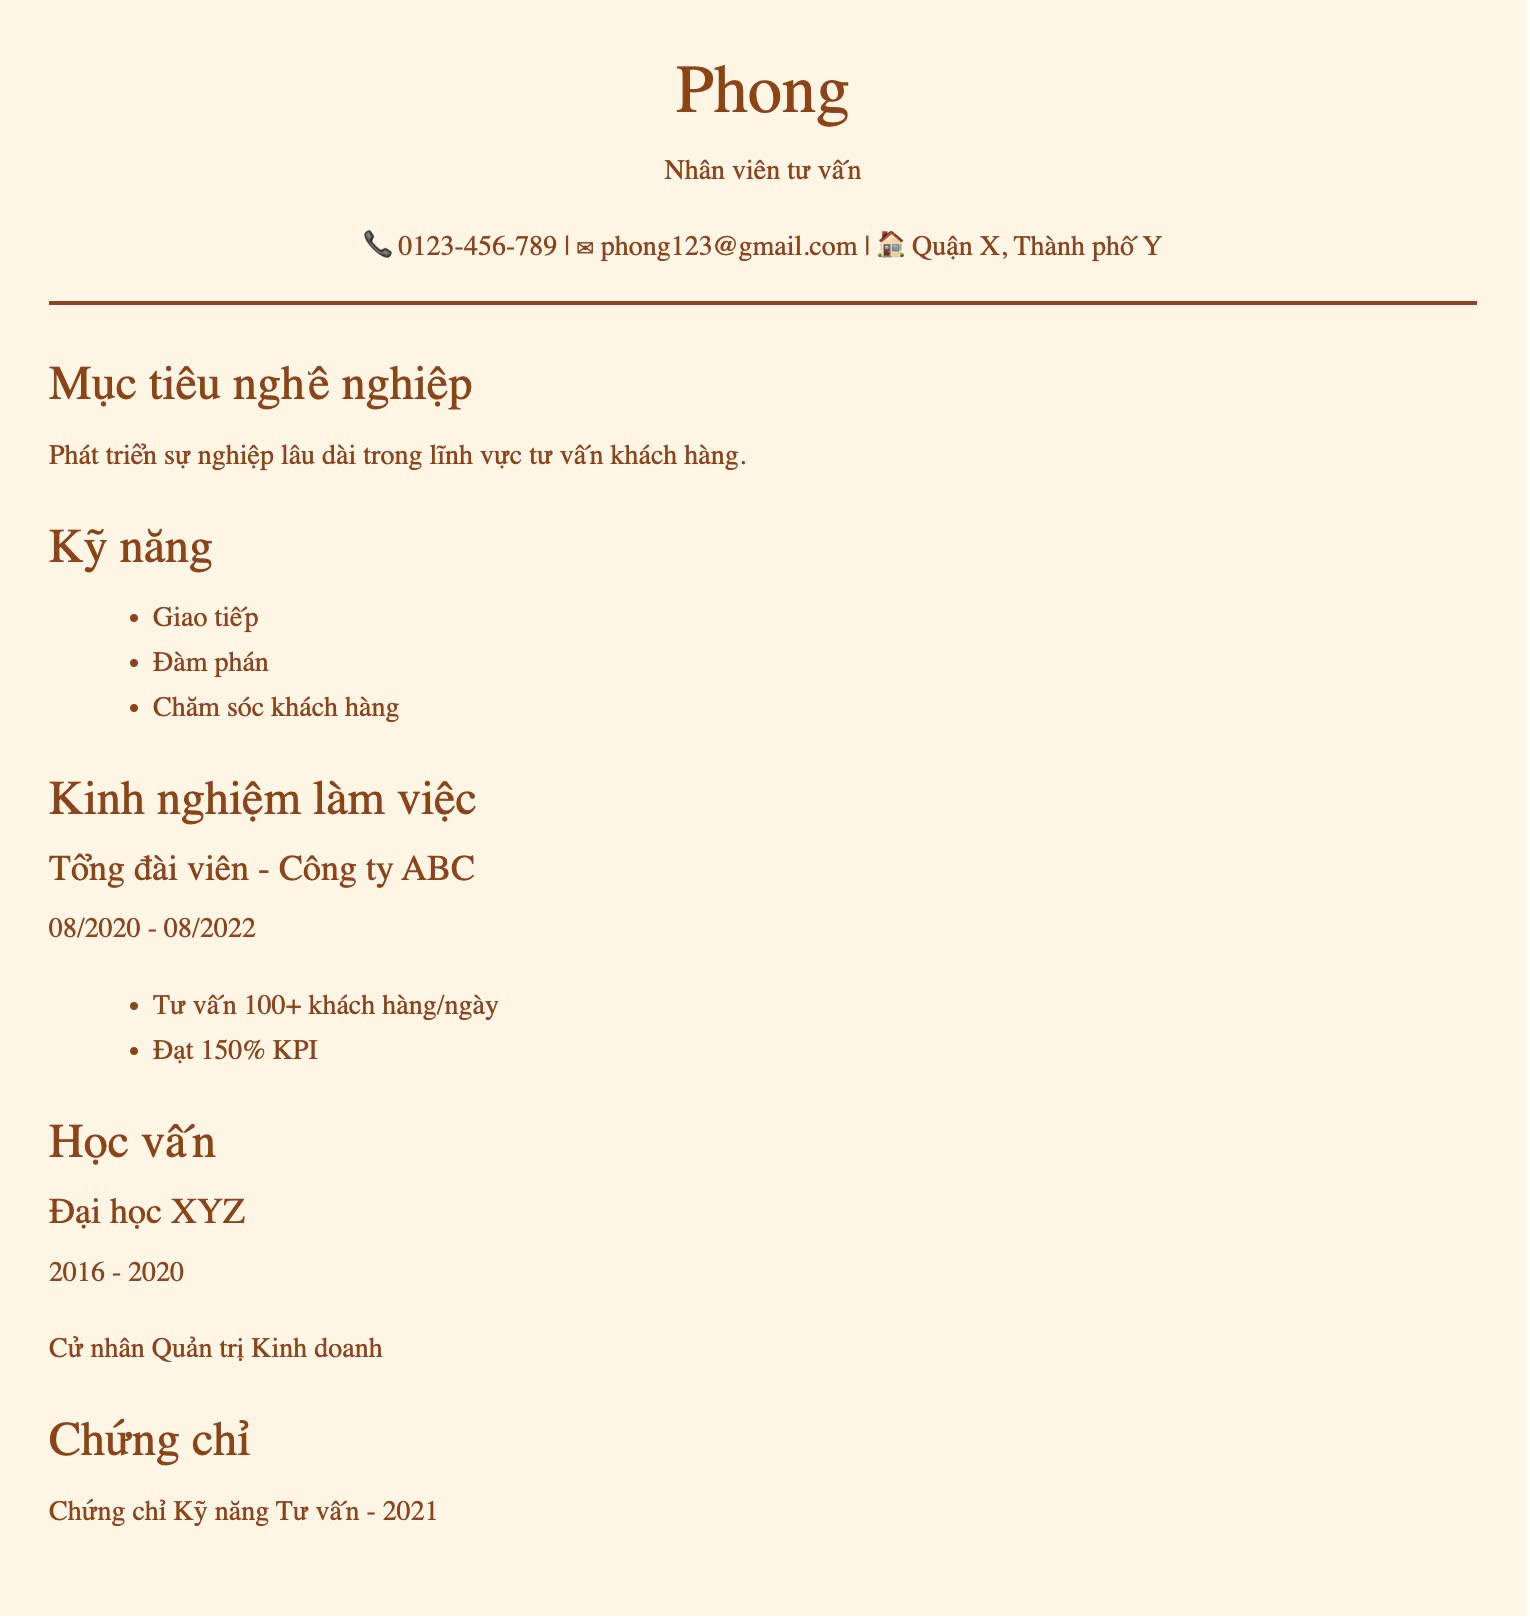 Phong
Nhân viên tư vấn
📞 0123-456-789 | ✉ phong123@gmail.com | 🏠 Quận X, Thành phố Y
Mục tiêu nghề nghiệp
Phát triển sự nghiệp lâu dài trong lĩnh vực tư vấn khách hàng.
Kỹ năng
• Giao tiếp
• Đàm phán
• Chăm sóc khách hàng
Kinh nghiệm làm việc
Tổng đài viên - Công ty ABC
08/2020 - 08/2022
• Tư vấn 100+ khách hàng/ngày
• Đạt 150% KPI
Học vấn
Đại học XYZ
2016 - 2020
Cử nhân Quản trị Kinh doanh
Chứng chỉ
Chứng chỉ Kỹ năng Tư vấn - 2021